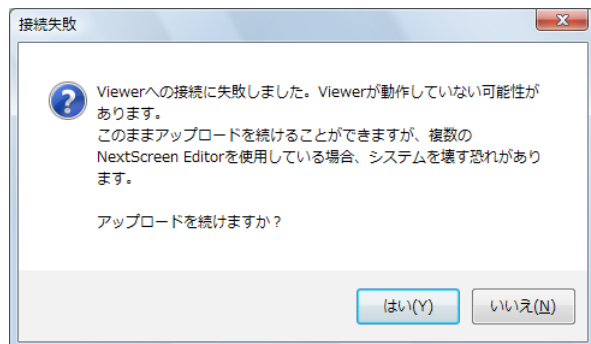 接続失敗
Viewerへの接続に失敗しました。Viewerが動作していない可能性が
あります。
このままアップロードを続けることができますが、複数の
NextScreen Editorを使用している場合、システムを壊す恐れがあり
ます。
アップロードを続けますか？
はい(Y) いいえ(N)